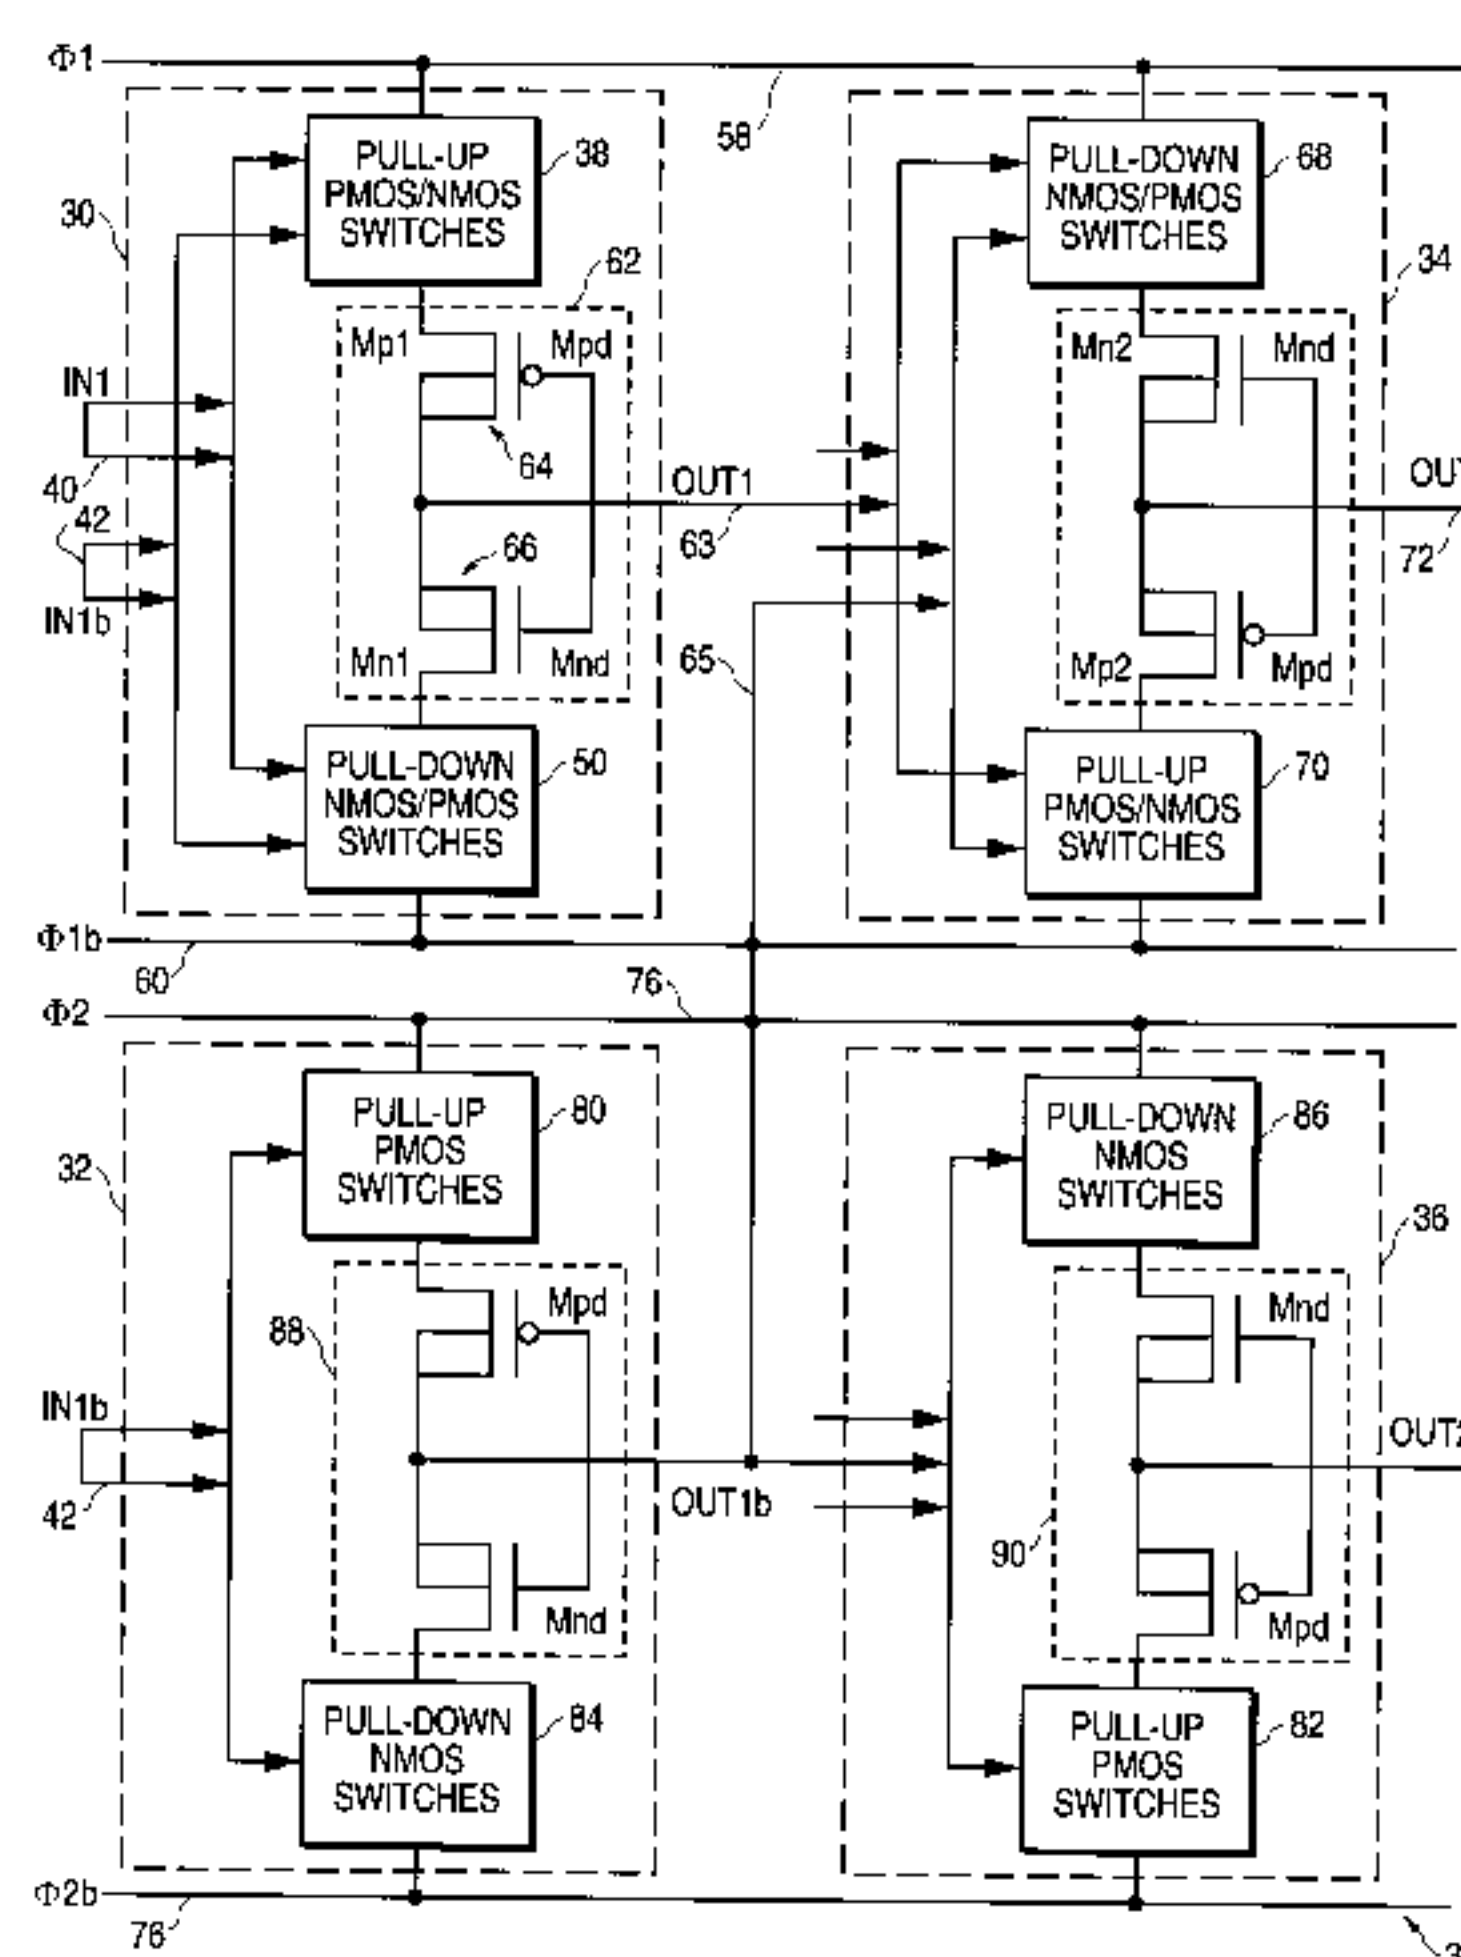 Φ1
58
PULL-UP
PMOS/NMOS
SWITCHES
38
PULL-DOWN
NMOS/PMOS
SWITCHES
68
30
62
34
Mp1
Mpd
Mn2
Mnd
IN1
64
40
OUT1
42
66
63
72
IN1b
65
Mn1
Mnd
Mp2
Mpd
PULL-DOWN
NMOS/PMOS
SWITCHES
50
PULL-UP
PMOS/NMOS
SWITCHES
70
Φ1b
60
76
Φ2
PULL-UP
PMOS
SWITCHES
80
PULL-DOWN
NMOS
SWITCHES
86
32
36
88
Mpd
Mnd
IN1b
42
OUT1b
OUT2
90
Mnd
Mpd
PULL-DOWN
NMOS
SWITCHES
84
PULL-UP
PMOS
SWITCHES
82
Φ2b
76